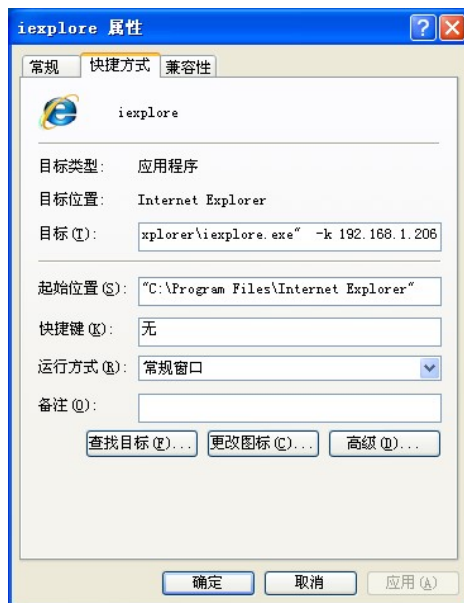 iexplore 属性
常规 快捷方式 兼容性
iexplore
目标类型: 应用程序
目标位置: Internet Explorer
目标(T): xplorer\iexplore.exe" -k 192.168.1.206
起始位置(S): "C:\Program Files\Internet Explorer"
快捷键(K): 无
运行方式(R): 常规窗口
备注(O):
查找目标(F)... 更改图标(C)... 高级(D)...
确定 取消 应用(A)